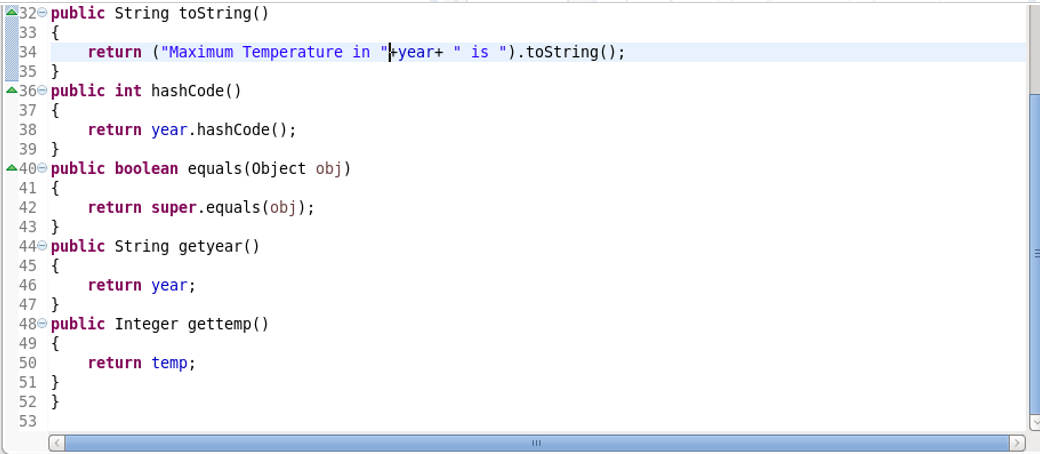 32 public String toString()
33 {
34     return ("Maximum Temperature in "+year+ " is ").toString();
35 }
36 public int hashCode()
37 {
38     return year.hashCode();
39 }
40 public boolean equals(Object obj)
41 {
42     return super.equals(obj);
43 }
44 public String getyear()
45 {
46     return year;
47 }
48 public Integer gettemp()
49 {
50     return temp;
51 }
52 }
53